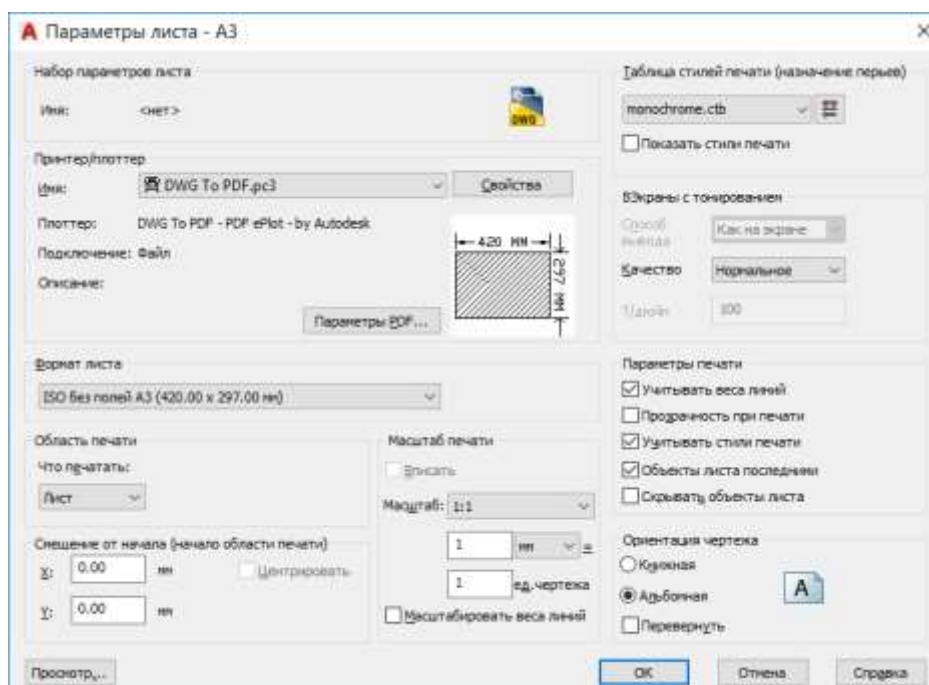 Параметры листа - A3
Набор параметров листа
Имя: <нет>
DWG
Принтер/плоттер
Имя: DWG To PDF.pc3
Свойства
Плоттер: DWG To PDF - PDF ePlot - by Autodesk
Подключение: Файл
Описание:
420 MM
297 MM
Параметры PDF...
Формат листа
ISO без полей A3 (420.00 x 297.00 мм)
Область печати
Что печатать:
Лист
Смещение от начала (начало области печати)
X: 0.00 мм
Центрировать
Y: 0.00 мм
Масштаб печати
Вписать
Масштаб: 1:1
1 мм =
1 ед.чертежа
Масштабировать веса линий
Таблица стилей печати (назначение перьев)
monochrome.ctb
Показать стили печати
ВЭкраны с тонированием
Способ вывода
Как на экране
Качество
Нормальное
Т/дюйм
100
Параметры печати
Учитывать веса линий
Прозрачность при печати
Учитывать стили печати
Объекты листа последними
Скрывать объекты листа
Ориентация чертежа
Книжная
Альбомная
A
Перевернуть
Просмотр...
ОК
Отмена
Справка